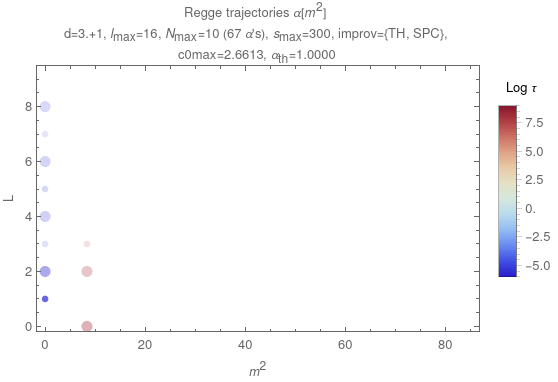 Regge trajectories α[m²]
d=3.+1, lmax=16, Nmax=10 (67 α's), smax=300, improv={TH, SPC},
c0max=2.6613, αth=1.0000
Log τ
7.5
5.0
2.5
0.
−2.5
−5.0
L
8
6
4
2
0
0 20 40 60 80
m²